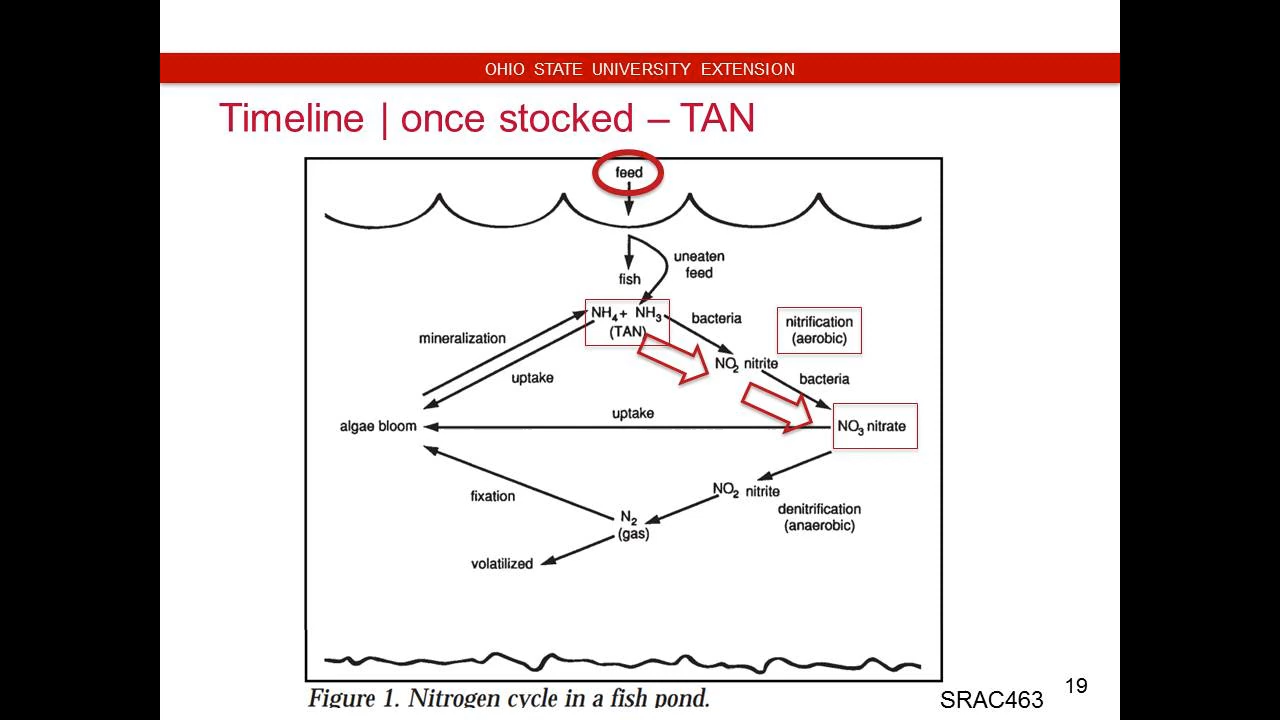 OHIO STATE UNIVERSITY EXTENSION
Timeline | once stocked – TAN
feed
uneaten
feed
fish
NH₄+ NH₃
(TAN)
bacteria
nitrification
(aerobic)
mineralization
NO₂ nitrite
uptake
bacteria
uptake
algae bloom
NO₃ nitrate
NO₂ nitrite
fixation
denitrification
(anaerobic)
N₂
(gas)
volatilized
Figure 1. Nitrogen cycle in a fish pond.
SRAC463
19